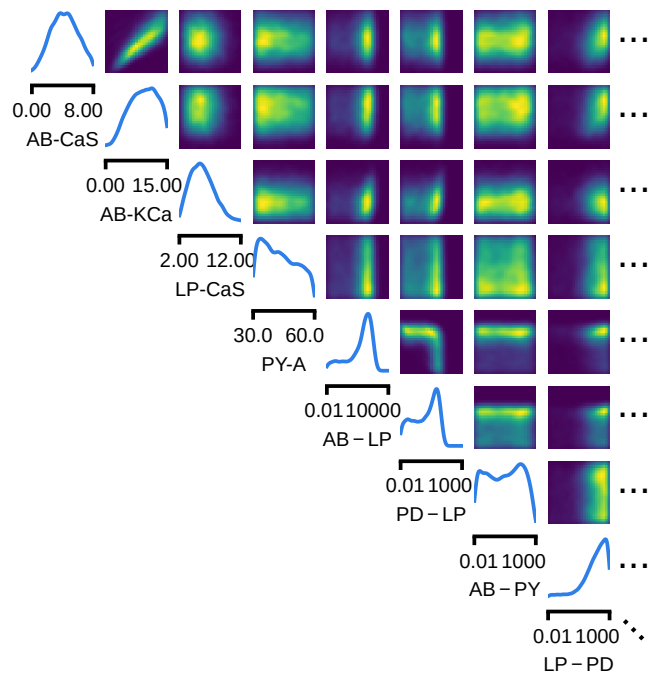 ...
0.00 8.00
AB-CaS
...
0.00 15.00
AB-KCa
...
2.00 12.00
LP-CaS
...
30.0 60.0
PY-A
...
0.01 10000
AB – LP
...
0.01 1000
PD – LP
...
0.01 1000
AB – PY
...
0.01 1000
LP – PD